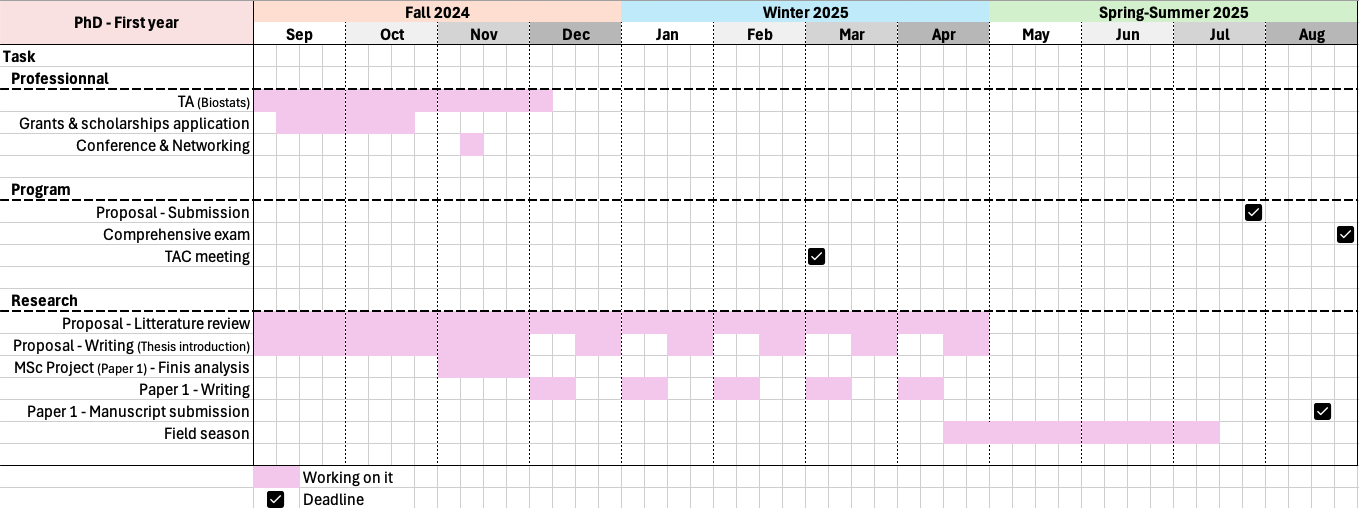 PhD - First year
Fall 2024 Winter 2025 Spring-Summer 2025
Sep Oct Nov Dec Jan Feb Mar Apr May Jun Jul Aug
Task
Professionnal
TA (Biostats)
Grants & scholarships application
Conference & Networking
Program
Proposal - Submission
Comprehensive exam
TAC meeting
Research
Proposal - Litterature review
Proposal - Writing (Thesis introduction)
MSc Project (Paper 1) - Finis analysis
Paper 1 - Writing
Paper 1 - Manuscript submission
Field season
Working on it
Deadline